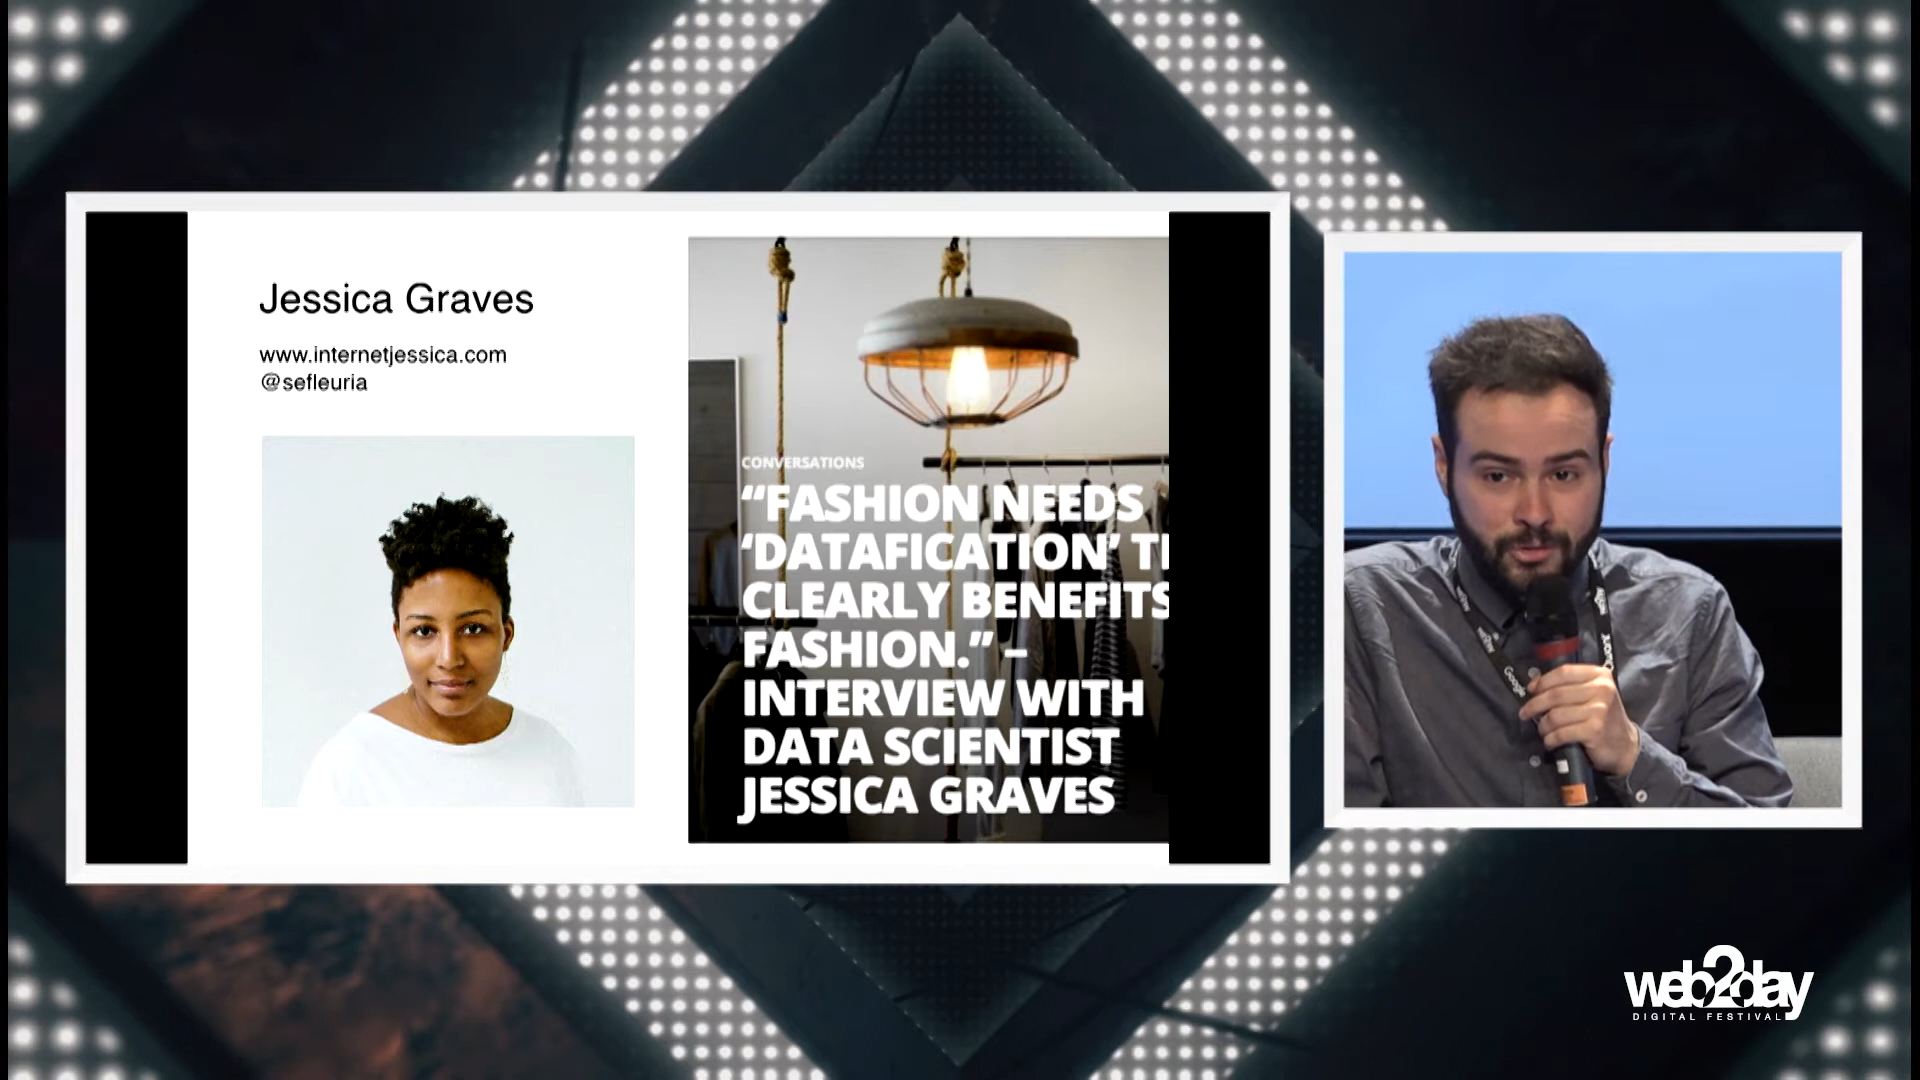 Jessica Graves
www.internetjessica.com
@sefleuria
CONVERSATIONS
“FASHION NEEDS
‘DATAFICATION’
CLEARLY BENEFITS
FASHION.” –
INTERVIEW WITH
DATA SCIENTIST
JESSICA GRAVES
Google
web2day
DIGITAL FESTIVAL